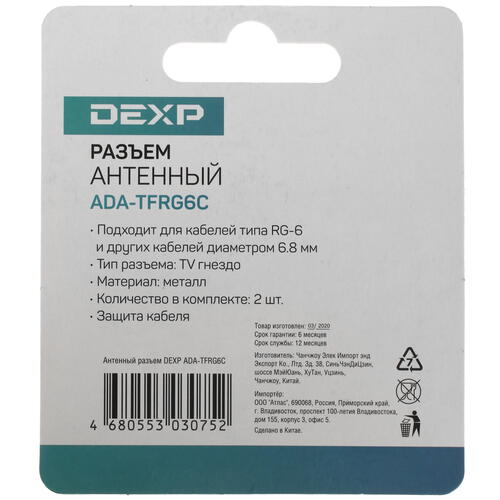 DEXP
РАЗЪЕМ
АНТЕННЫЙ
ADA-TFRG6C
• Подходит для кабелей типа RG-6
и других кабелей диаметром 6.8 мм
• Тип разъема: TV гнездо
• Материал: металл
• Количество в комплекте: 2 шт.
• Защита кабеля
Товар изготовлен: 03/ 2020
Срок гарантии: 6 месяцев
Срок службы: 12 месяцев
Антенный разъем DEXP ADA-TFRG6C
4 680553 030752
Изготовитель: Чанчжоу Элек Импорт энд
Экспорт Ко., Лтд. Зд. 38, СиньЧэнДиЦзин,
шоссе МэйЮань, ХуТан, Уцзинь,
Чанчжоу, Китай.
Импортёр:
ООО "Атлас", 690068, Россия, Приморский край,
г. Владивосток, проспект 100-летия Владивостока,
дом 155, корпус 3, офис 5.
Сделано в Китае.
7